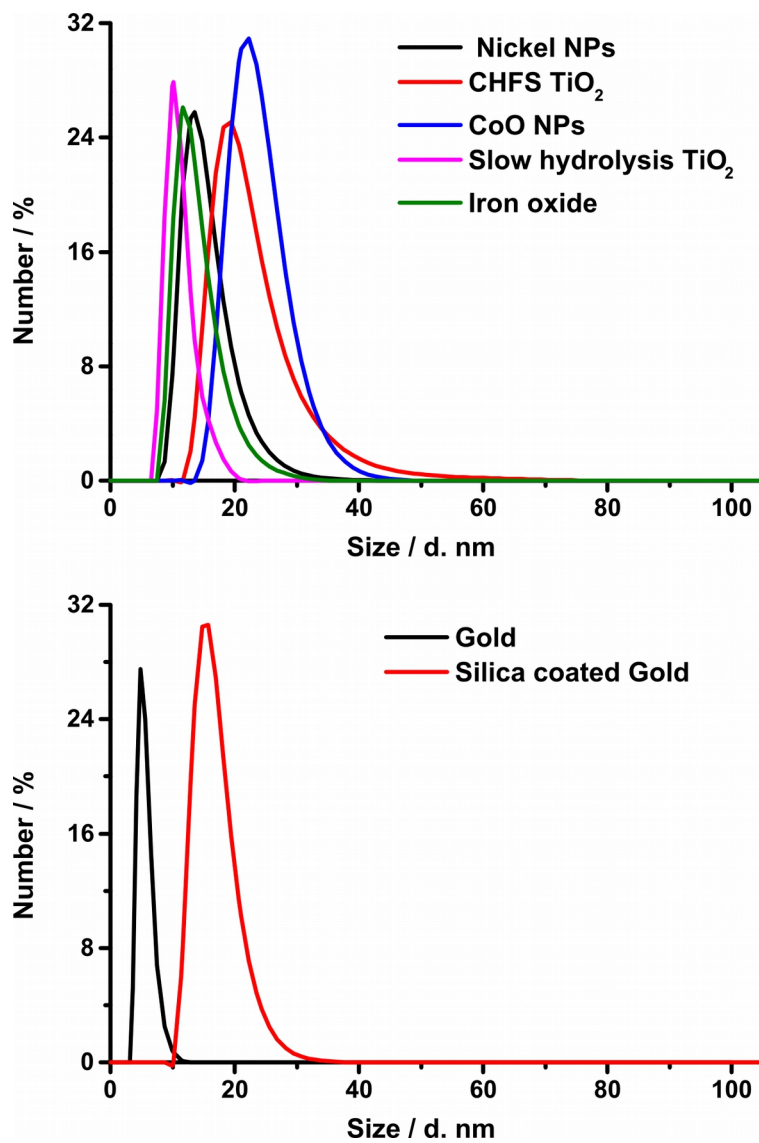 32
24
16
8
0
Number / %
Nickel NPs
CHFS TiO₂
CoO NPs
Slow hydrolysis TiO₂
Iron oxide
0 20 40 60 80 100
Size / d. nm
32
24
16
8
0
Number / %
Gold
Silica coated Gold
0 20 40 60 80 100
Size / d. nm